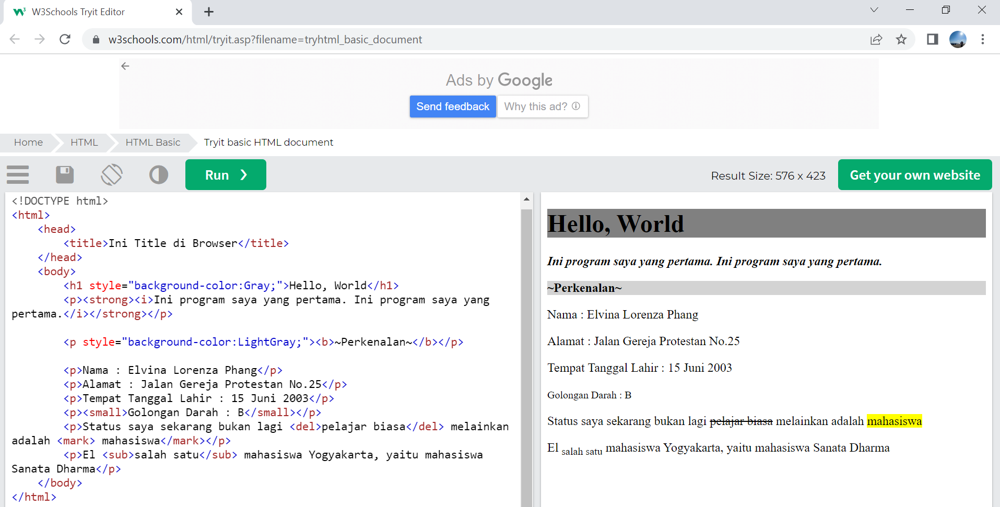 W3Schools Tryit Editor
w3schools.com/html/tryit.asp?filename=tryhtml_basic_document
Ads by Google
Send feedback Why this ad?
Home HTML HTML Basic Tryit basic HTML document
Run ❯ Result Size: 576 x 423 Get your own website
<!DOCTYPE html>
<html>
    <head>
        <title>Ini Title di Browser</title>
    </head>
    <body>
        <h1 style="background-color:Gray;">Hello, World</h1>
        <p><strong><i>Ini program saya yang pertama. Ini program saya yang
pertama.</i></strong></p>
        <p style="background-color:LightGray;"><b>~Perkenalan~</b></p>
        <p>Nama : Elvina Lorenza Phang</p>
        <p>Alamat : Jalan Gereja Protestan No.25</p>
        <p>Tempat Tanggal Lahir : 15 Juni 2003</p>
        <p><small>Golongan Darah : B</small></p>
        <p>Status saya sekarang bukan lagi <del>pelajar biasa</del> melainkan
adalah <mark> mahasiswa</mark></p>
        <p>El <sub>salah satu</sub> mahasiswa Yogyakarta, yaitu mahasiswa
Sanata Dharma</p>
    </body>
</html>
Hello, World
Ini program saya yang pertama. Ini program saya yang pertama.
~Perkenalan~
Nama : Elvina Lorenza Phang
Alamat : Jalan Gereja Protestan No.25
Tempat Tanggal Lahir : 15 Juni 2003
Golongan Darah : B
Status saya sekarang bukan lagi pelajar biasa melainkan adalah mahasiswa
El salah satu mahasiswa Yogyakarta, yaitu mahasiswa Sanata Dharma